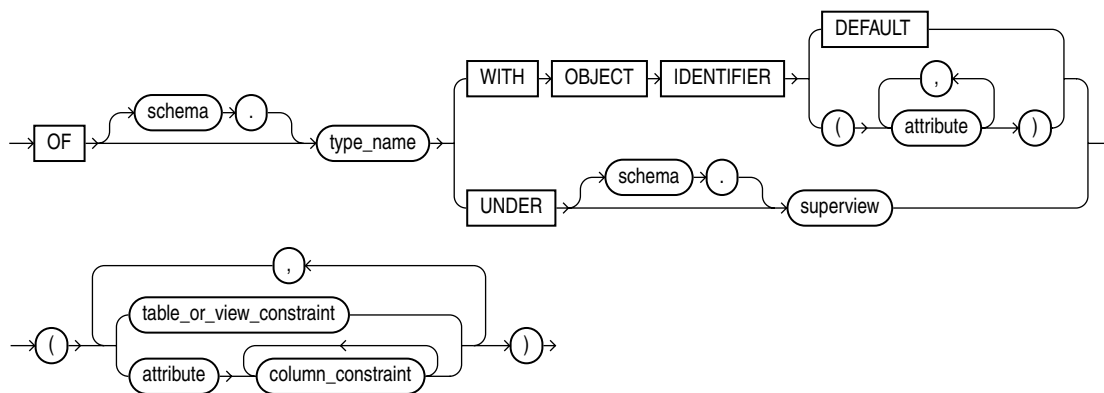 DEFAULT
WITH OBJECT IDENTIFIER
,
( attribute )
schema .
OF type_name
schema .
UNDER superview
,
table_or_view_constraint
( )
attribute column_constraint